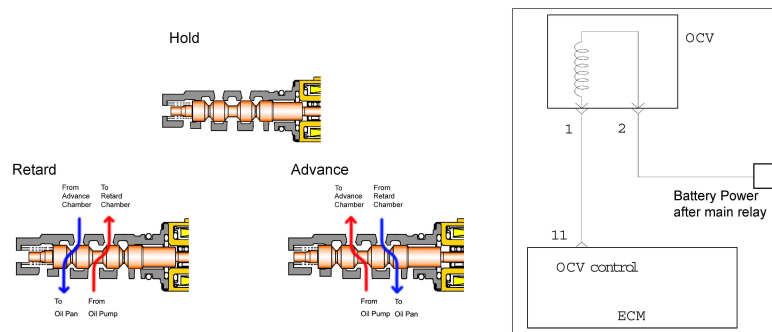 Hold
Retard
From
Advance
Chamber
To
Retard
Chamber
To
Oil Pan
From
Oil Pump
Advance
To
Advance
Chamber
From
Retard
Chamber
From
Oil Pump
To
Oil Pan
OCV
1
2
Battery Power
after main relay
11
OCV control
ECM